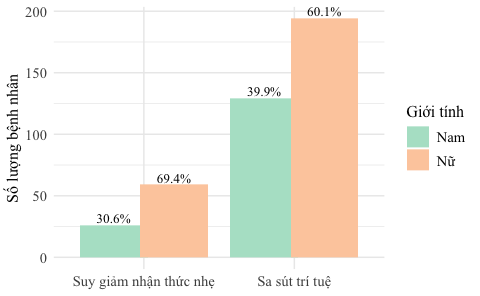 200
150
100
50
0
Số lượng bệnh nhân
30.6%
69.4%
39.9%
60.1%
Suy giảm nhận thức nhẹ
Sa sút trí tuệ
Giới tính
Nam
Nữ